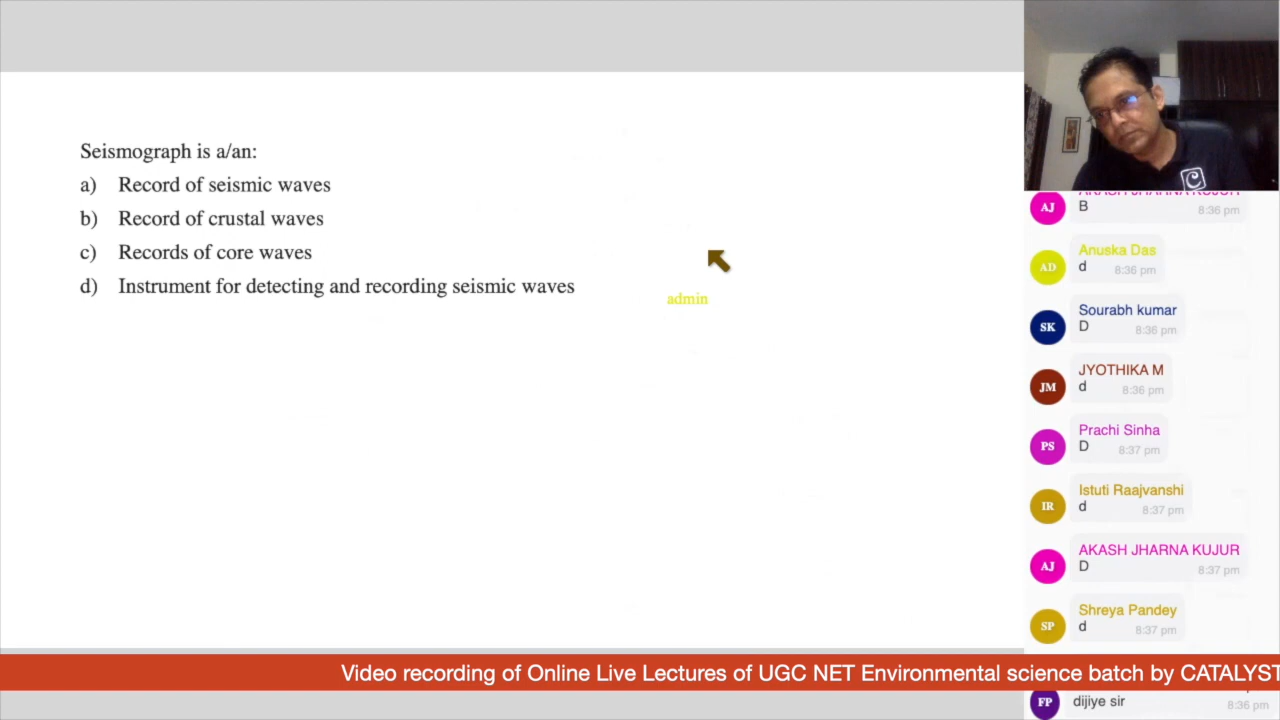 Seismograph is a/an:
a) Record of seismic waves
b) Record of crustal waves
c) Records of core waves
d) Instrument for detecting and recording seismic waves
admin
AJ
AKASH JHARNA KUJUR
B
8:36 pm
AD
Anuska Das
d
8:36 pm
SK
Sourabh kumar
D
8:36 pm
JM
JYOTHIKA M
d
8:36 pm
PS
Prachi Sinha
D
8:37 pm
IR
Istuti Raajvanshi
d
8:37 pm
AJ
AKASH JHARNA KUJUR
D
8:37 pm
SP
Shreya Pandey
d
8:37 pm
Video recording of Online Live Lectures of UGC NET Environmental science batch by CATALYST
FP
dijiye sir
8:36 pm